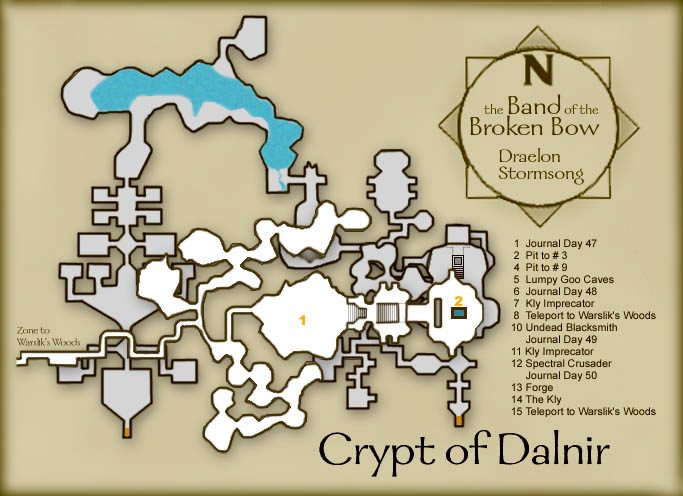 N
the Band of the
Broken Bow
Draelon
Stormsong
1 Journal Day 47
2 Pit to # 3
4 Pit to # 9
5 Lumpy Goo Caves
6 Journal Day 48
7 Kly Imprecator
8 Teleport to Warslik's Woods
10 Undead Blacksmith
Journal Day 49
11 Kly Imprecator
12 Spectral Crusader
Journal Day 50
13 Forge
14 The Kly
15 Teleport to Warslik's Woods
1
2
Zone to
Warslik's Woods
Crypt of Dalnir